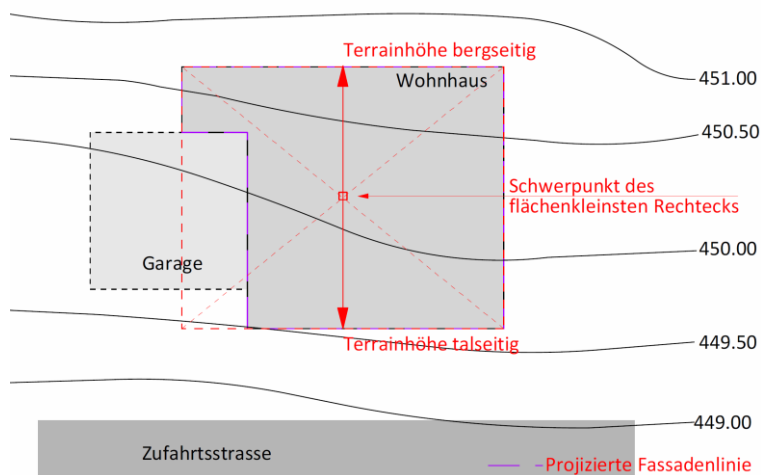 Terrainhöhe bergseitig
Wohnhaus
451.00
450.50
Schwerpunkt des
flächenkleinsten Rechtecks
450.00
Garage
449.50
Terrainhöhe talseitig
449.00
Zufahrtsstrasse
Projizierte Fassadenlinie